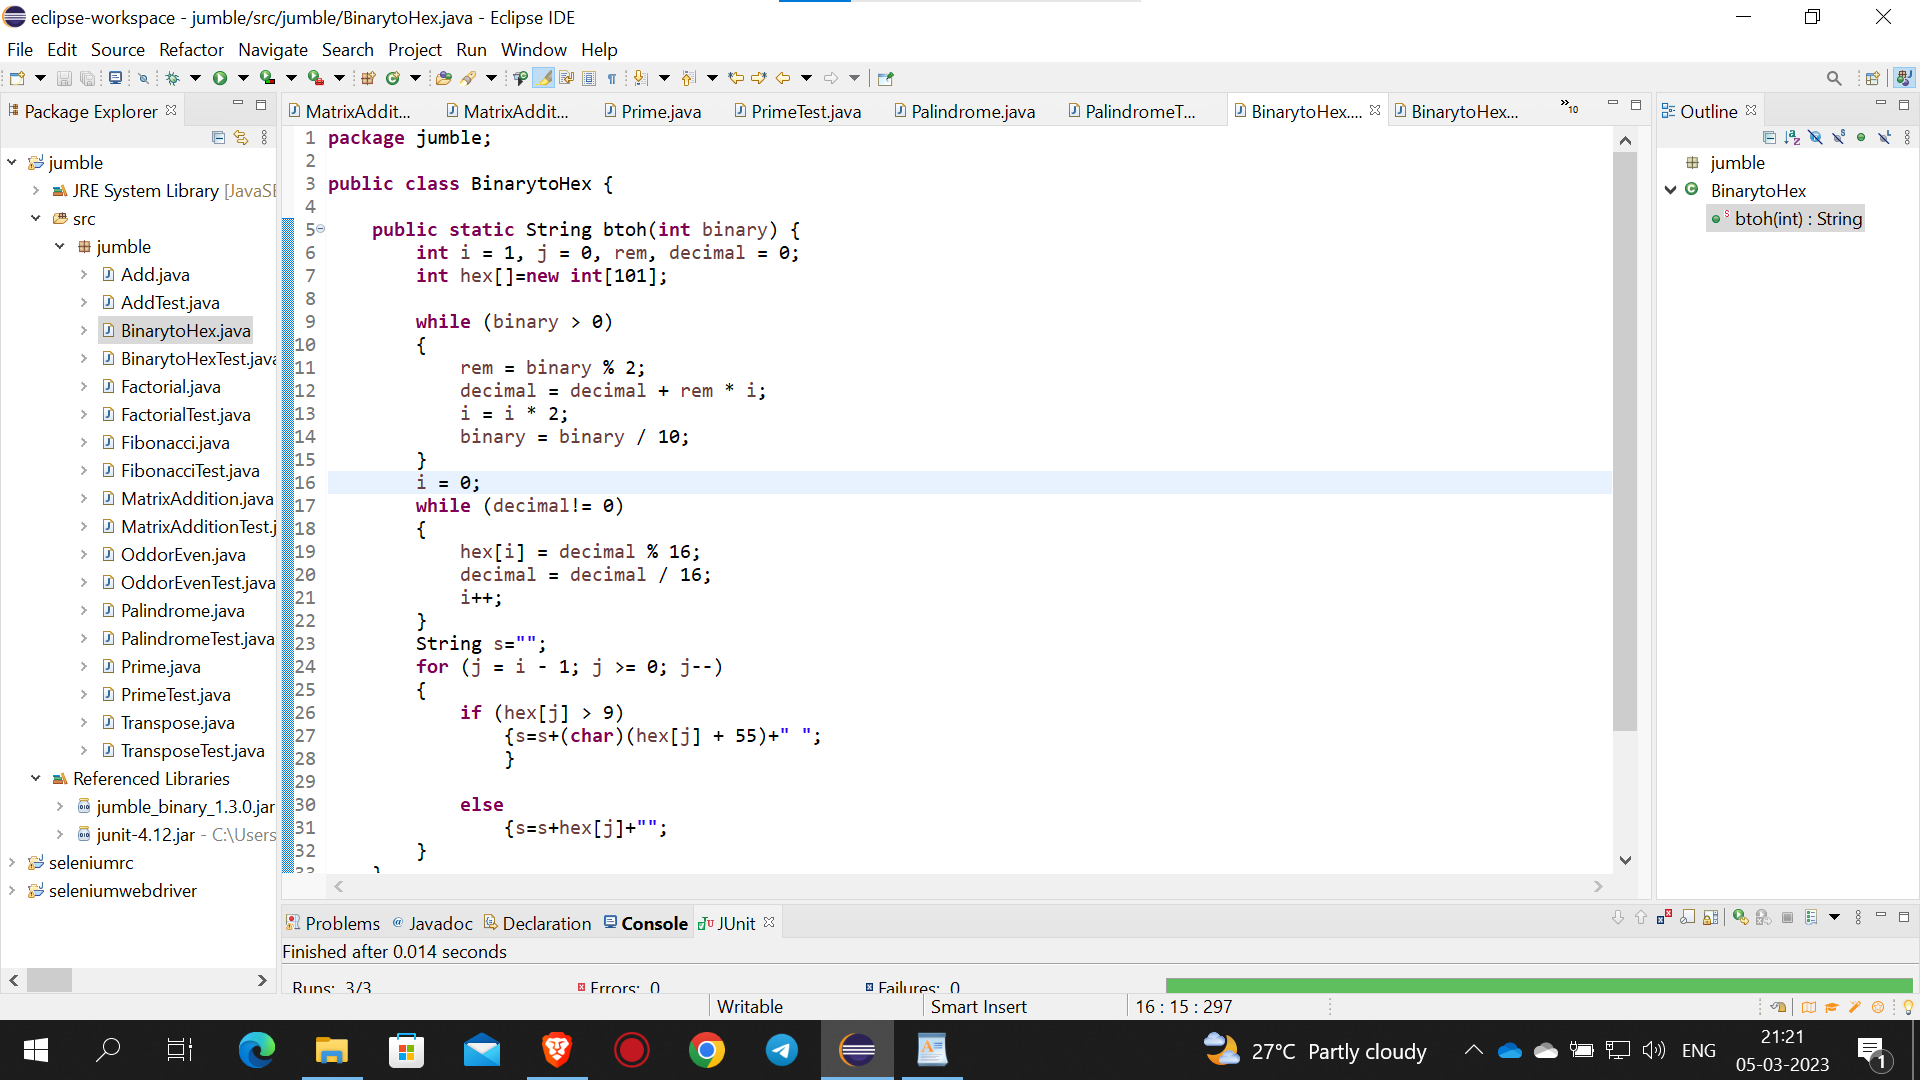 eclipse-workspace - jumble/src/jumble/BinarytoHex.java - Eclipse IDE
File Edit Source Refactor Navigate Search Project Run Window Help
Package Explorer
jumble
JRE System Library [JavaSE
src
jumble
Add.java
AddTest.java
BinarytoHex.java
BinarytoHexTest.java
Factorial.java
FactorialTest.java
Fibonacci.java
FibonacciTest.java
MatrixAddition.java
MatrixAdditionTest.j
OddorEven.java
OddorEvenTest.java
Palindrome.java
PalindromeTest.java
Prime.java
PrimeTest.java
Transpose.java
TransposeTest.java
Referenced Libraries
jumble_binary_1.3.0.jar
junit-4.12.jar - C:\Users
seleniumrc
seleniumwebdriver
MatrixAddit... MatrixAddit... Prime.java PrimeTest.java Palindrome.java PalindromeT... BinarytoHex.... BinarytoHex... »10
1 package jumble;
2
3 public class BinarytoHex {
4
5 public static String btoh(int binary) {
6 int i = 1, j = 0, rem, decimal = 0;
7 int hex[]=new int[101];
8
9 while (binary > 0)
10 {
11 rem = binary % 2;
12 decimal = decimal + rem * i;
13 i = i * 2;
14 binary = binary / 10;
15 }
16 i = 0;
17 while (decimal!= 0)
18 {
19 hex[i] = decimal % 16;
20 decimal = decimal / 16;
21 i++;
22 }
23 String s="";
24 for (j = i - 1; j >= 0; j--)
25 {
26 if (hex[j] > 9)
27 {s=s+(char)(hex[j] + 55)+" ";
28 }
29
30 else
31 {s=s+hex[j]+"";
32 }
33 }
Outline
jumble
BinarytoHex
btoh(int) : String
Problems @ Javadoc Declaration Console JUnit
Finished after 0.014 seconds
Runs: 3/3 Errors: 0 Failures: 0
Writable Smart Insert 16 : 15 : 297
27°C Partly cloudy ENG 21:21
05-03-2023
1